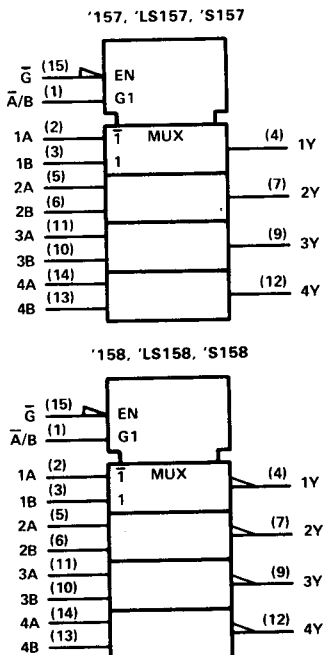 '157, 'LS157, 'S157
G̅ (15) EN
A̅/B (1) G1
1A (2) 1̅ MUX (4) 1Y
1B (3) 1
2A (5) (7) 2Y
2B (6)
3A (11) (9) 3Y
3B (10)
4A (14) (12) 4Y
4B (13)
'158, 'LS158, 'S158
G̅ (15) EN
A̅/B (1) G1
1A (2) 1̅ MUX (4) 1Y
1B (3) 1
2A (5) (7) 2Y
2B (6)
3A (11) (9) 3Y
3B (10)
4A (14) (12) 4Y
4B (13)